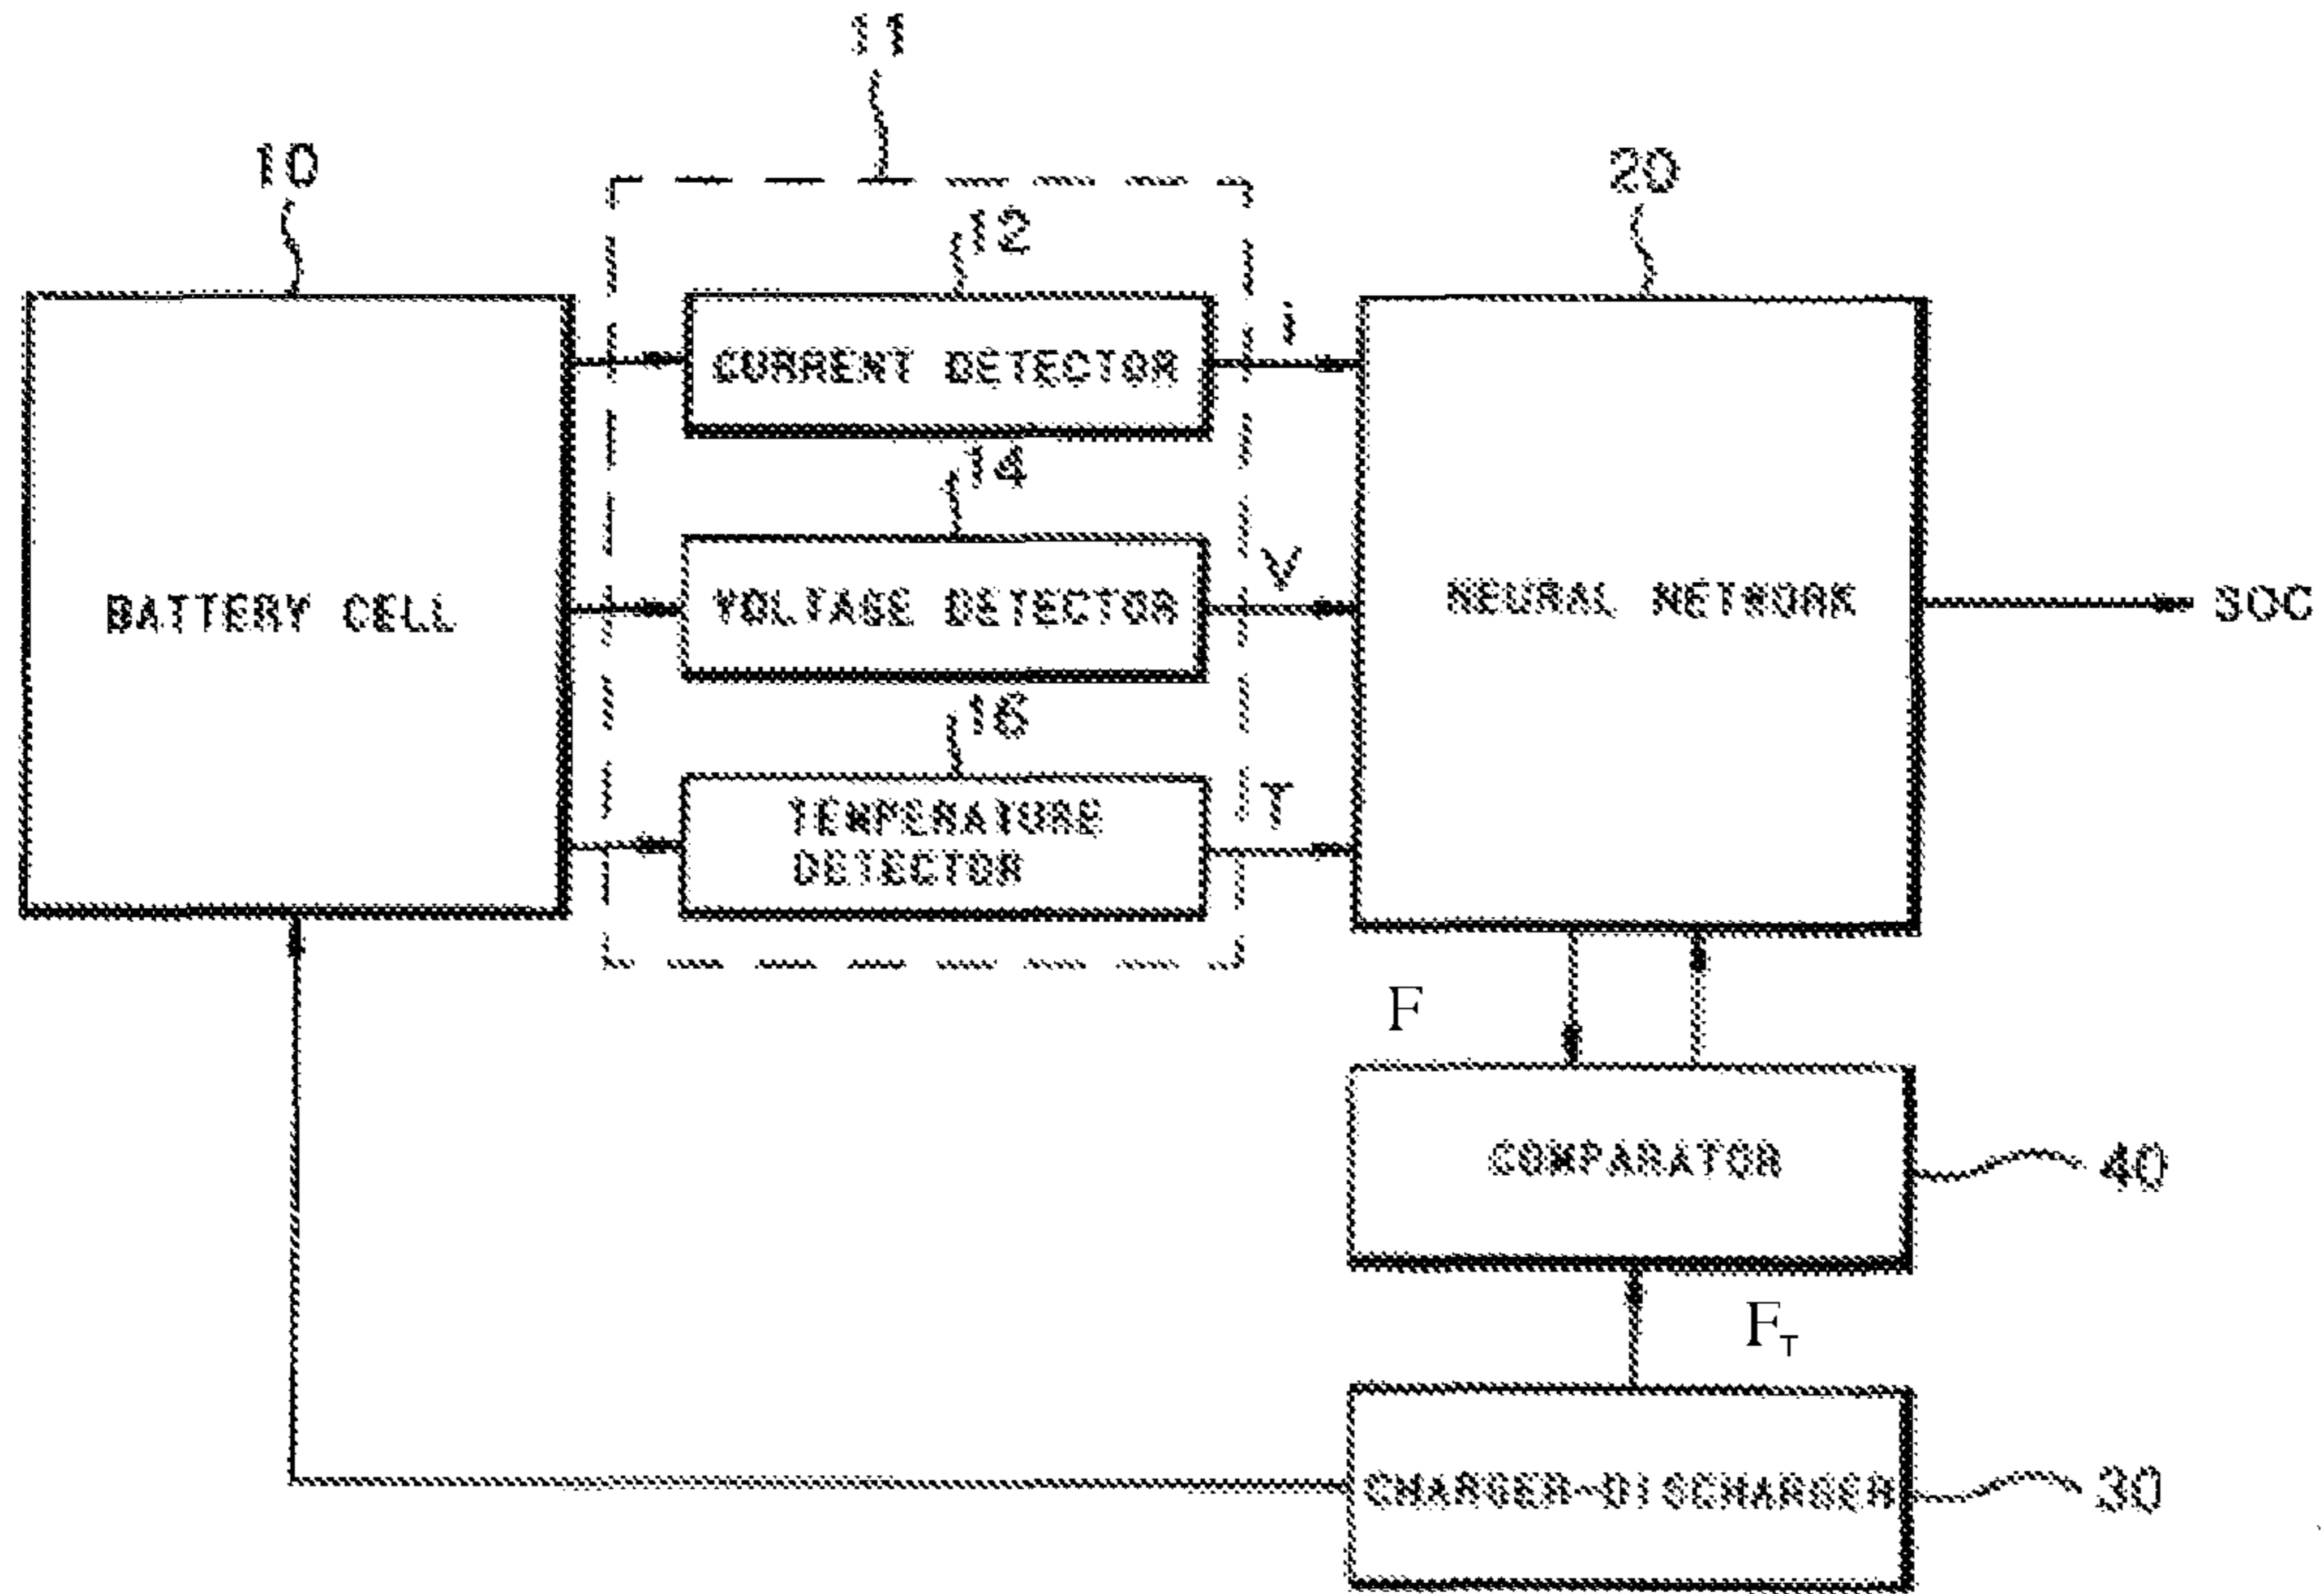 11
10
20
12
CURRENT DETECTOR
14
BATTERY CELL
VOLTAGE DETECTOR
V
NEURAL NETWORK
SOC
16
TEMPERATURE
DETECTOR
T
F
COMPARATOR
40
F_T
CHARGER-DISCHARGER
30